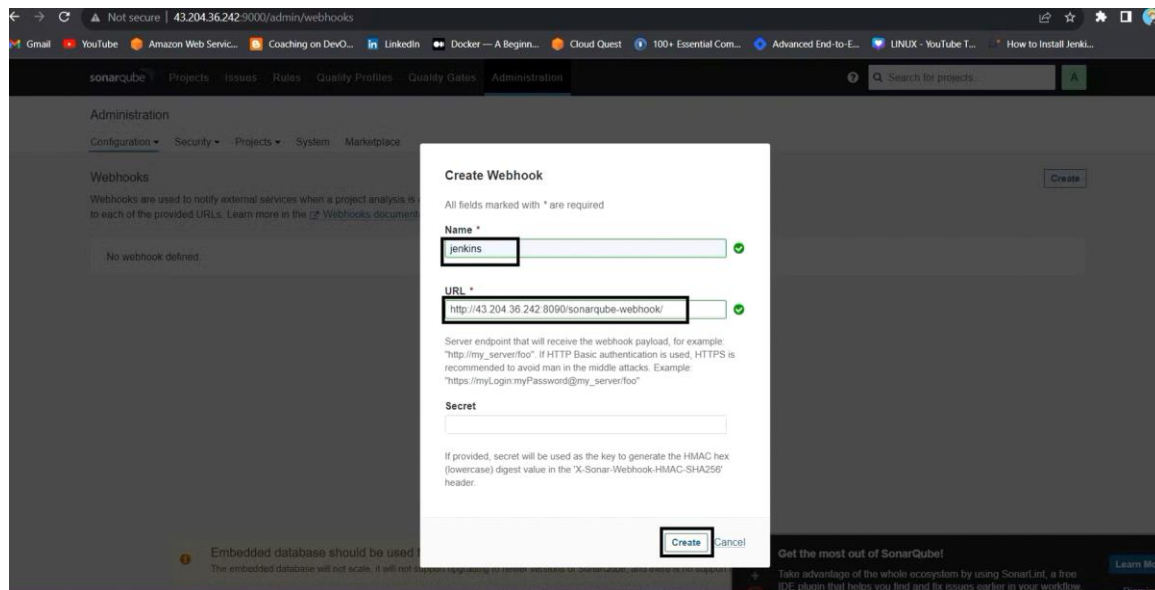 Not secure | 43.204.36.242:9000/admin/webhooks
Gmail YouTube Amazon Web Servic... Coaching on DevO... LinkedIn Docker — A Beginn... Cloud Quest 100+ Essential Com... Advanced End-to-E... LINUX - YouTube T... How to Install Jenki...
sonarqube Projects Issues Rules Quality Profiles Quality Gates Administration Search for projects... A
Administration
Configuration Security Projects System Marketplace
Webhooks
Create
Webhooks are used to notify external services when a project analysis is
to each of the provided URLs. Learn more in the Webhooks document
No webhook defined.
Create Webhook
All fields marked with * are required
Name *
jenkins
URL *
http://43.204.36.242:8090/sonarqube-webhook/
Server endpoint that will receive the webhook payload, for example:
"http://my_server/foo". If HTTP Basic authentication is used, HTTPS is
recommended to avoid man in the middle attacks. Example:
"https://myLogin:myPassword@my_server/foo"
Secret
If provided, secret will be used as the key to generate the HMAC hex
(lowercase) digest value in the 'X-Sonar-Webhook-HMAC-SHA256'
header.
Create Cancel
Embedded database should be used f
The embedded database will not scale, it will not support upgrading to newer versions of SonarQube, and there is no support
Get the most out of SonarQube!
Take advantage of the whole ecosystem by using SonarLint, a free
IDE plugin that helps you find and fix issues earlier in your workflow.
Learn Mo